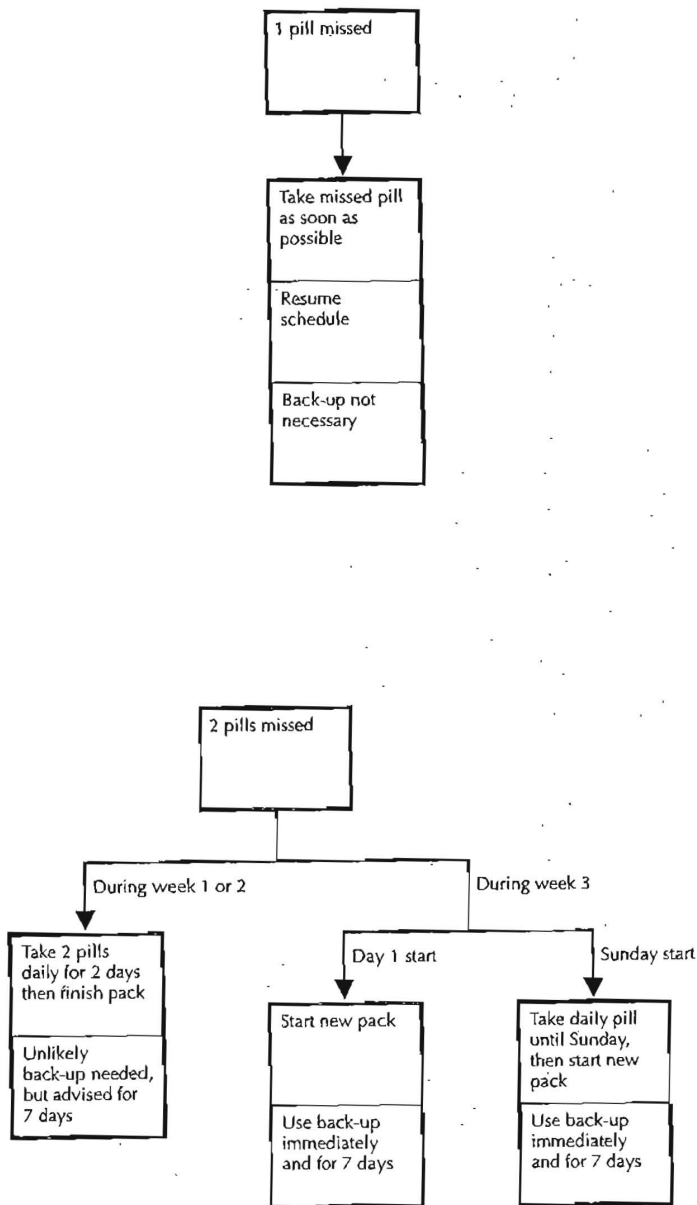 1 pill missed
Take missed pill
as soon as
possible
Resume
schedule
Back-up not
necessary
2 pills missed
During week 1 or 2
During week 3
Take 2 pills
daily for 2 days
then finish pack
Unlikely
back-up needed,
but advised for
7 days
Day 1 start
Start new pack
Use back-up
immediately
and for 7 days
Sunday start
Take daily pill
until Sunday,
then start new
pack
Use back-up
immediately
and for 7 days